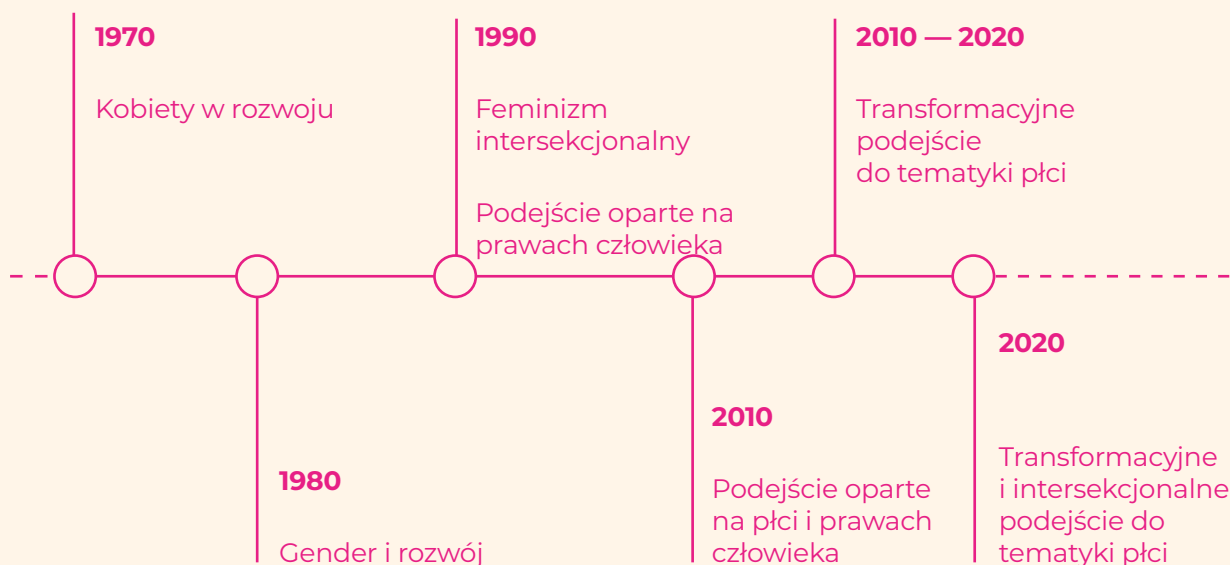 1970
Kobiety w rozwoju
1980
Gender i rozwój
1990
Feminizm
intersekcjonalny
Podejście oparte na
prawach człowieka
2010
Podejście oparte
na płci i prawach
człowieka
2010 — 2020
Transformacyjne
podejście
do tematyki płci
2020
Transformacyjne
i intersekcjonalne
podejście do
tematyki płci